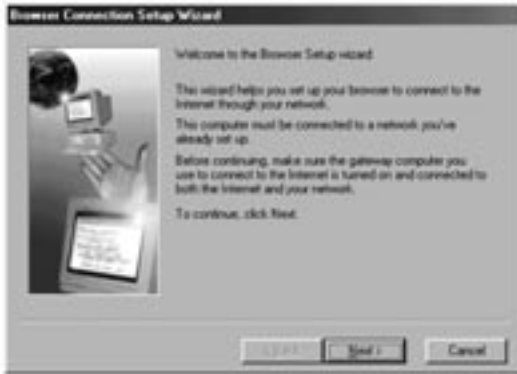 Browser Connection Setup Wizard
Welcome to the Browser Setup wizard.
This wizard helps you set up your browser to connect to the
Internet through your network.
This computer must be connected to a network you've
already set up.
Before continuing, make sure the gateway computer you
use to connect to the Internet is turned on and connected to
both the Internet and your network.
To continue, click Next.
Next >
Cancel